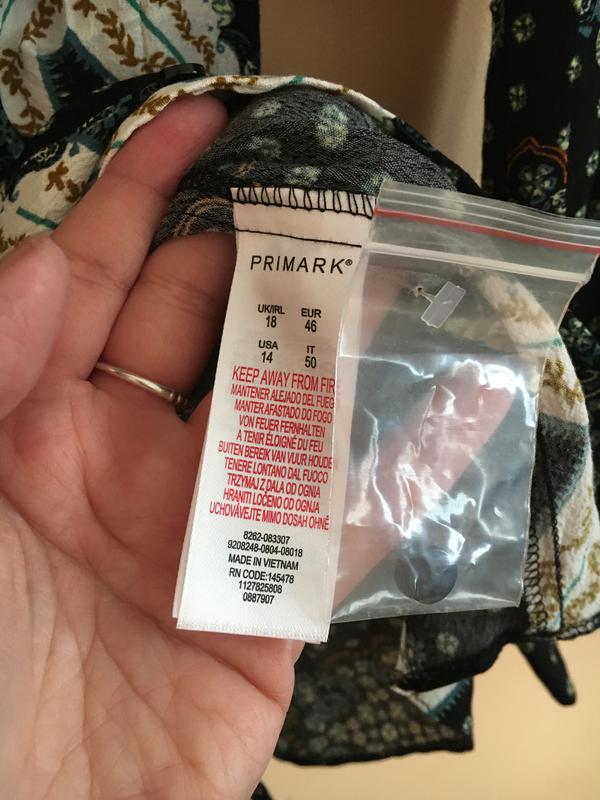 PRIMARK®
UK/IRL EUR
18 46
USA IT
14 50
KEEP AWAY FROM FIRE
MANTENER ALEJADO DEL FUEG
MANTER AFASTADO DO FOGO
VON FEUER FERNHALTEN
A TENIR ÉLOIGNÉ DU FEU
BUITEN BEREIK VAN VUUR HOUDE
TENERE LONTANO DAL FUOCO
TRZYMAJ Z DALA OD OGNIA
HRANITI LOČENO OD OGNJA
UCHOVÁVEJTE MIMO DOSAH OHNĚ
8262-083307
9208248-0804-08018
MADE IN VIETNAM
RN CODE:145478
1127825808
0887907